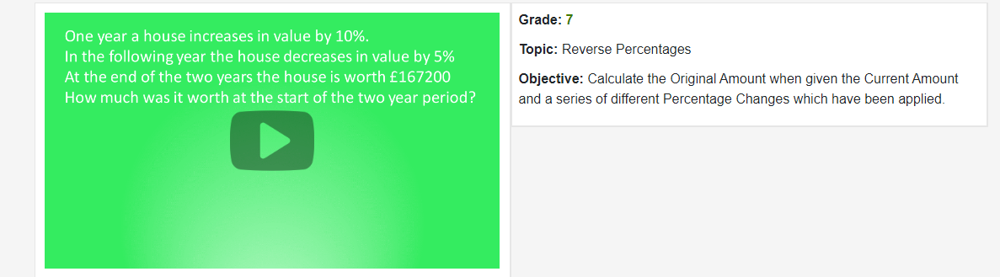 One year a house increases in value by 10%.
In the following year the house decreases in value by 5%
At the end of the two years the house is worth £167200
How much was it worth at the start of the two year period?
Grade: 7
Topic: Reverse Percentages
Objective: Calculate the Original Amount when given the Current Amount
and a series of different Percentage Changes which have been applied.